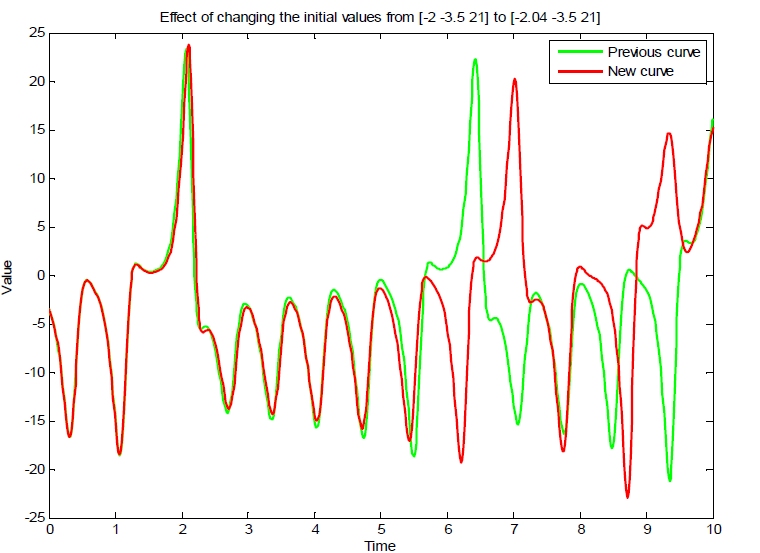 Effect of changing the initial values from [-2 -3.5 21] to [-2.04 -3.5 21]
Previous curve
New curve
25
20
15
10
5
0
-5
-10
-15
-20
-25
Value
0 1 2 3 4 5 6 7 8 9 10
Time